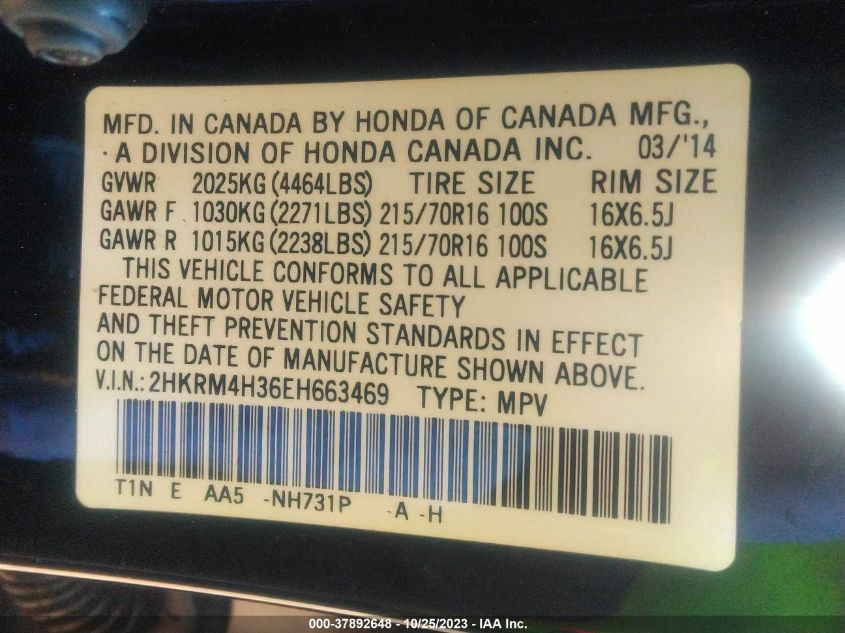 MFD. IN CANADA BY HONDA OF CANADA MFG.,
·A DIVISION OF HONDA CANADA INC. 03/'14
GVWR 2025KG (4464LBS) TIRE SIZE RIM SIZE
GAWR F 1030KG (2271LBS) 215/70R16 100S 16X6.5J
GAWR R 1015KG (2238LBS) 215/70R16 100S 16X6.5J
THIS VEHICLE CONFORMS TO ALL APPLICABLE
FEDERAL MOTOR VEHICLE SAFETY
AND THEFT PREVENTION STANDARDS IN EFFECT
ON THE DATE OF MANUFACTURE SHOWN ABOVE.
V.I.N.: 2HKRM4H36EH663469 TYPE: MPV
T1N E AA5 -NH731P -A -H
000-37892648 - 10/25/2023 - IAA Inc.